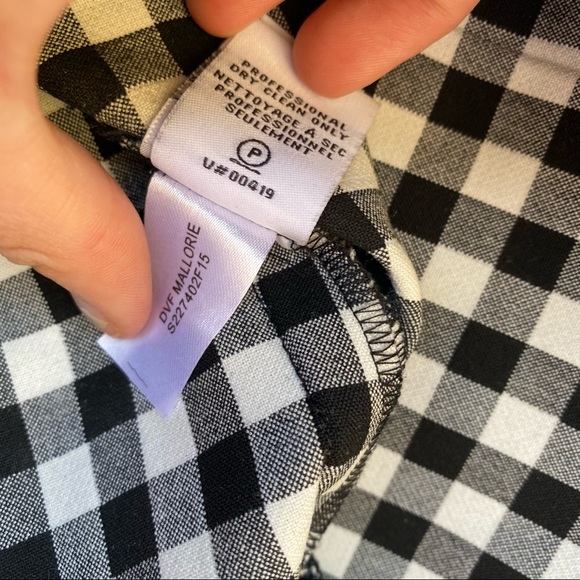 PROFESSIONAL
DRY CLEAN ONLY
NETTOYAGE A SEC
PROFESSIONNEL
SEULEMENT
P
U#00419
DVF MALLORIE
S227402F15